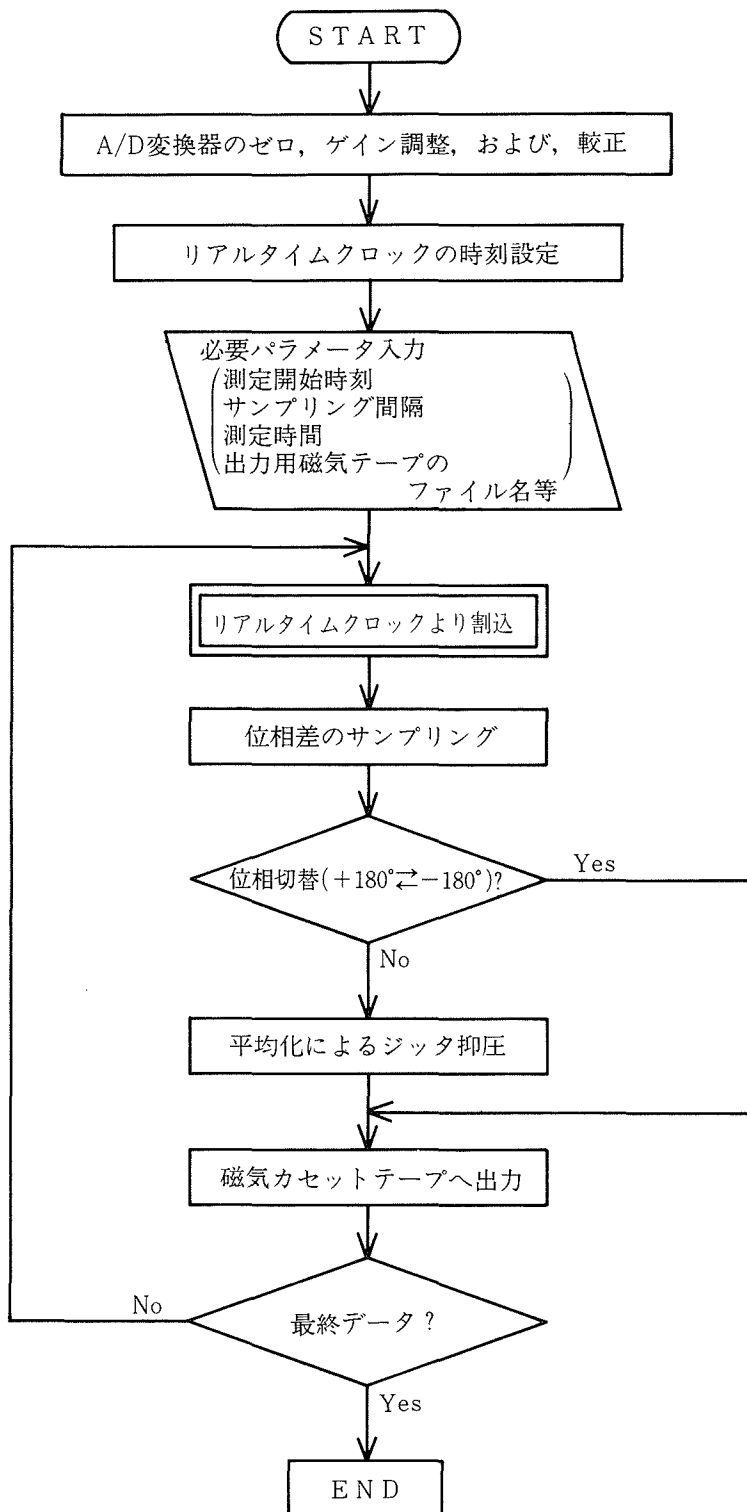 START
A/D変換器のゼロ，ゲイン調整，および，較正
リアルタイムクロックの時刻設定
必要パラメータ入力
測定開始時刻
サンプリング間隔
測定時間
出力用磁気テープの
ファイル名等
リアルタイムクロックより割込
位相差のサンプリング
位相切替(+180°⇄−180°)?
Yes
No
平均化によるジッタ抑圧
磁気カセットテープへ出力
No
最終データ？
Yes
END